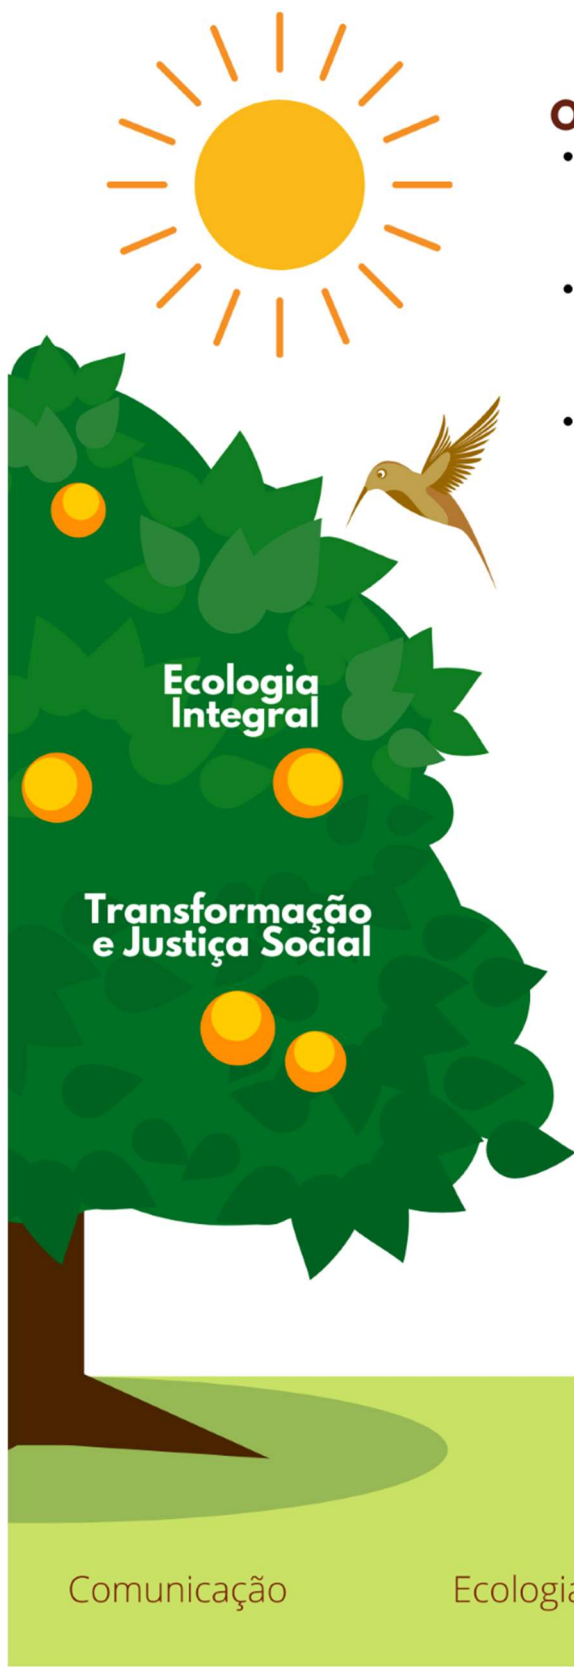 Ecologia
Integral
Transformação
e Justiça Social
Comunicação
Ecologia